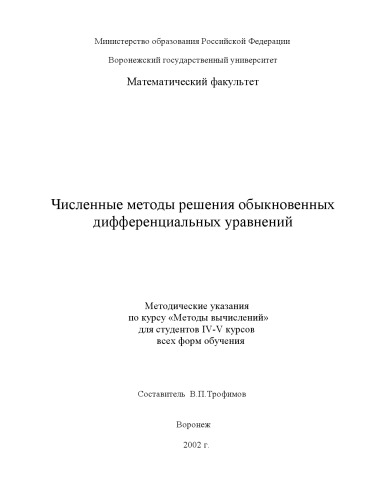 Министерство образования Российской Федерации
Воронежский государственный университет
Математический факультет
Численные методы решения обыкновенных
дифференциальных уравнений
Методические указания
по курсу «Методы вычислений»
для студентов IV-V курсов
всех форм обучения
Составитель В.П.Трофимов
Воронеж
2002 г.